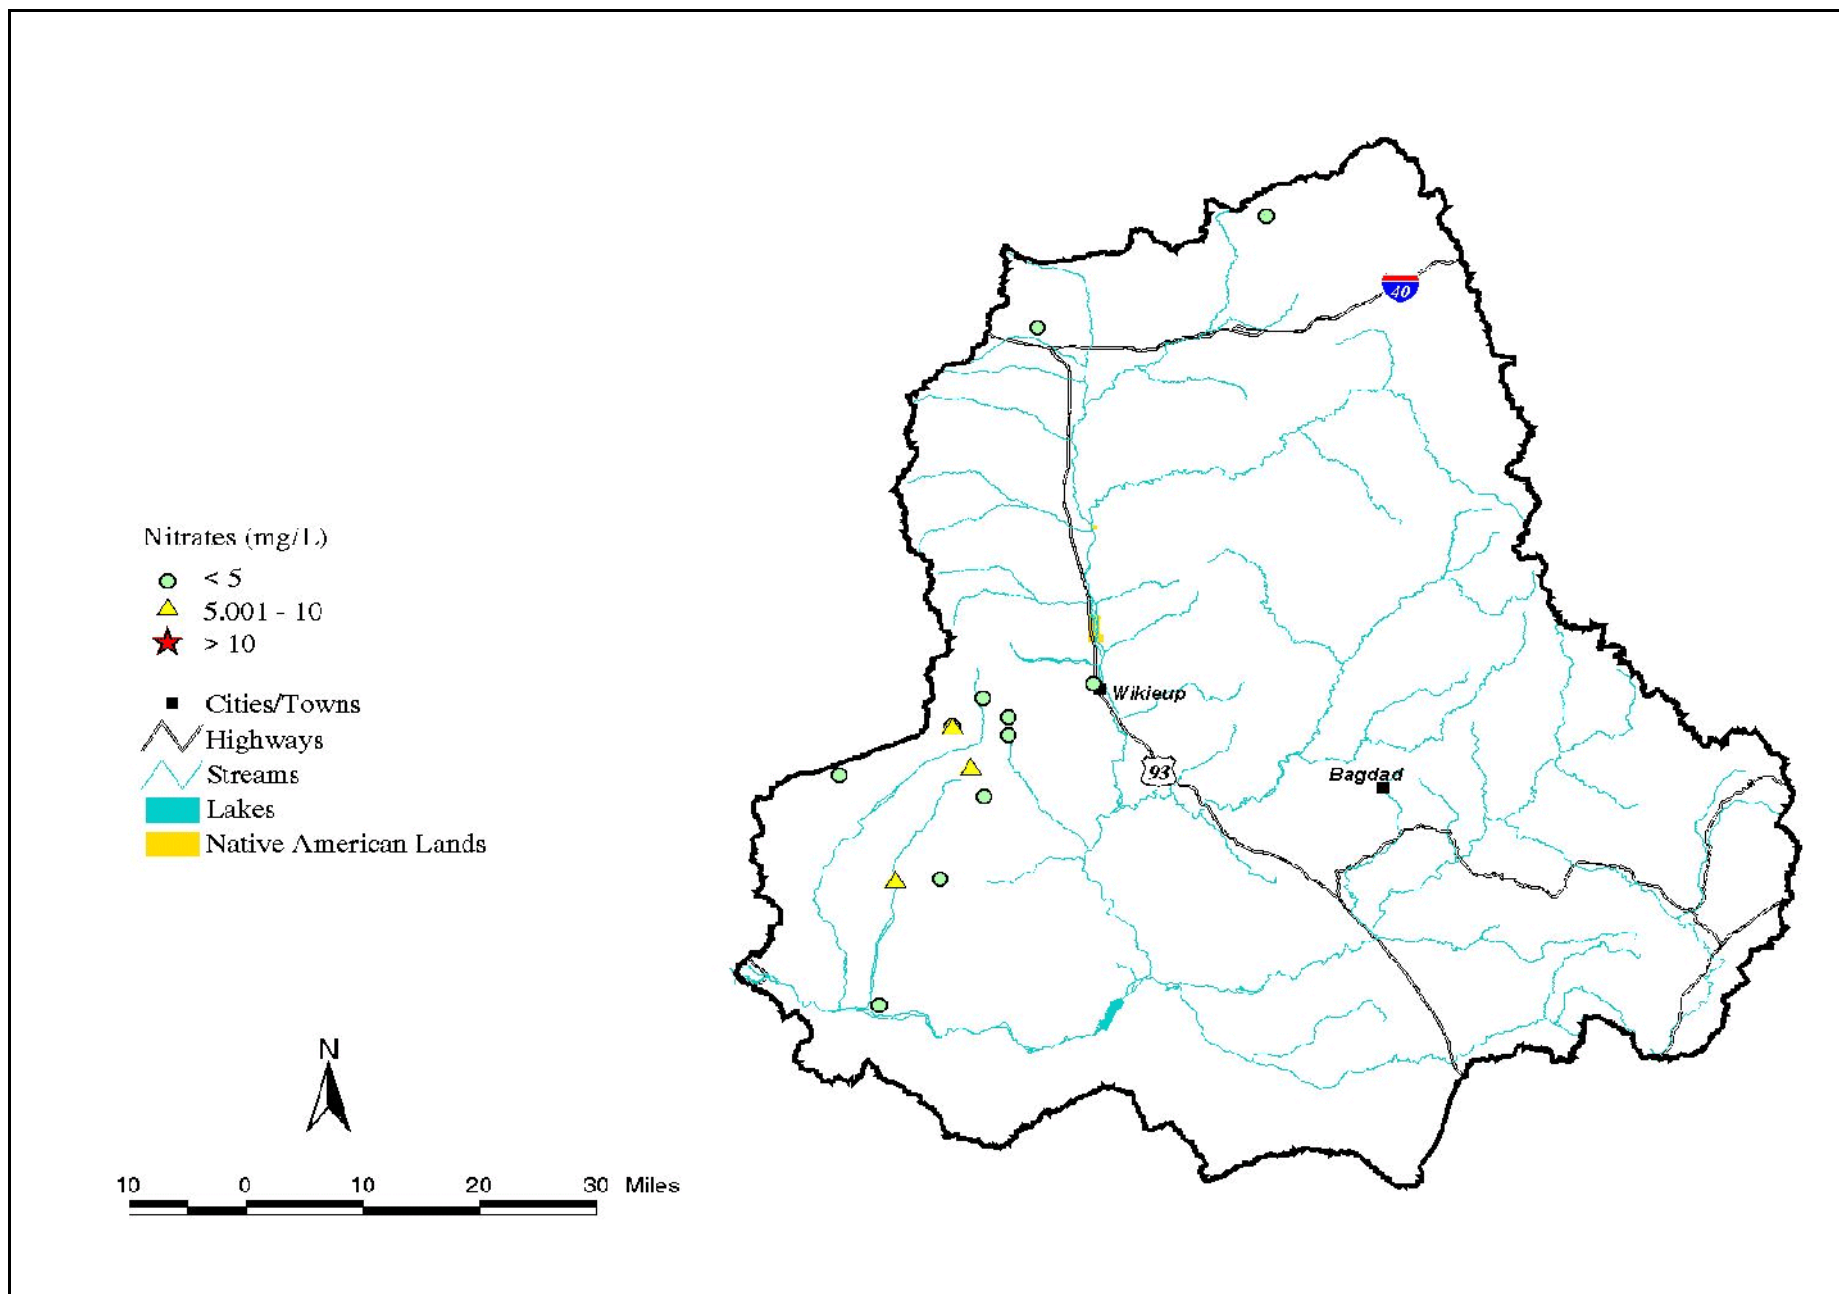 40
Nitrates (mg/L)
< 5
5.001 - 10
> 10
Wikieup
Cities/Towns
Highways
93
Bagdad
Streams
Lakes
Native American Lands
N
10 0 10 20 30 Miles